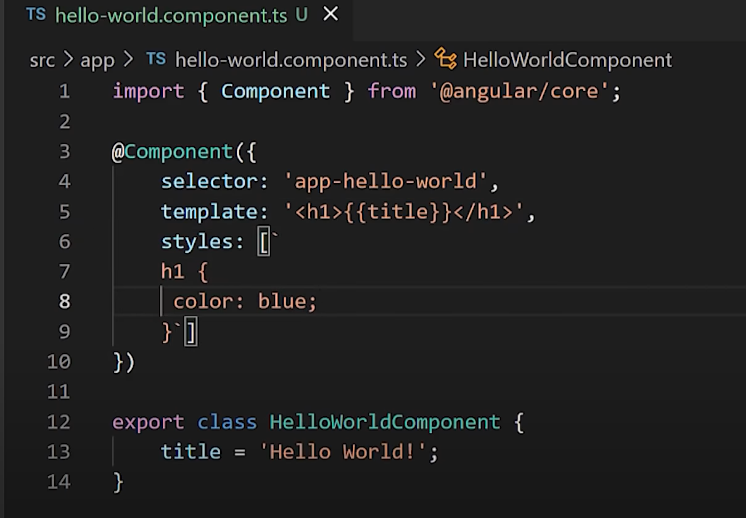 TS hello-world.component.ts U ×
src > app > TS hello-world.component.ts > HelloWorldComponent
1 import { Component } from '@angular/core';
2
3 @Component({
4 selector: 'app-hello-world',
5 template: '<h1>{{title}}</h1>',
6 styles: [`
7 h1 {
8 color: blue;
9 }`]
10 })
11
12 export class HelloWorldComponent {
13 title = 'Hello World!';
14 }